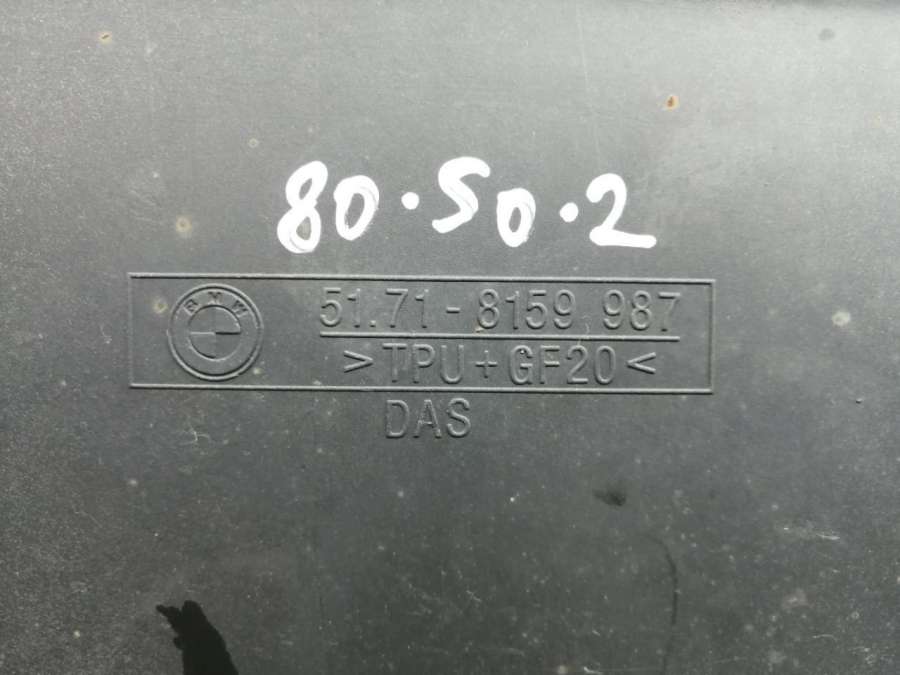 80.50.2
BMW
51.71-8159 987
>TPU+GF20<
DAS